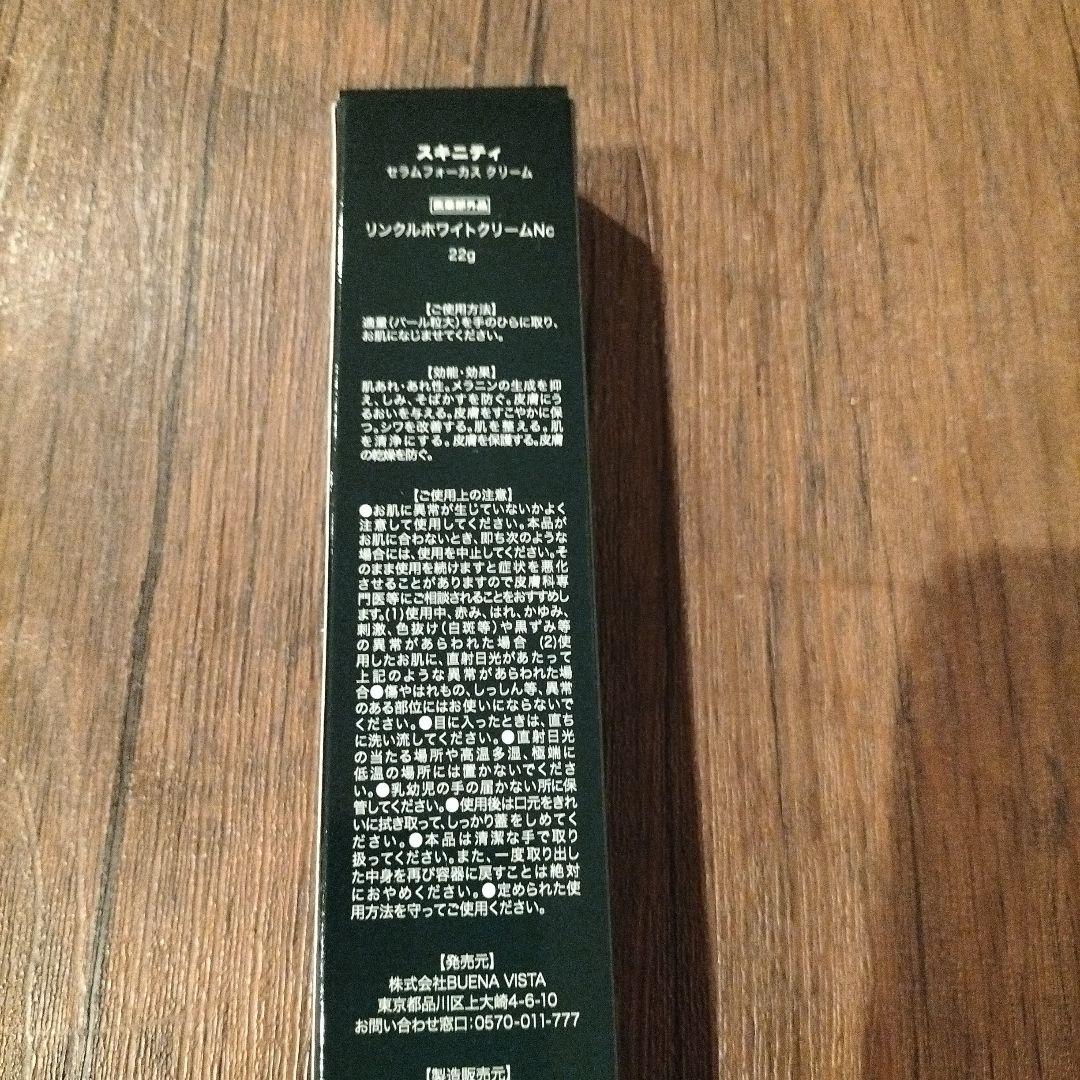 スキニティ
セラムフォーカス クリーム
医薬部外品
リンクルホワイトクリームNc
22g
【ご使用方法】
適量(パール粒大)を手のひらに取り、
お肌になじませてください。
【効能・効果】
肌あれ・あれ性。メラニンの生成を抑
え、しみ、そばかすを防ぐ。皮膚にう
るおいを与える。皮膚をすこやかに保
つ。シワを改善する。肌を整える。肌
を清浄にする。皮膚を保護する。皮膚
の乾燥を防ぐ。
【ご使用上の注意】
●お肌に異常が生じていないかよく
注意して使用してください。本品が
お肌に合わないとき、即ち次のような
場合には、使用を中止してください。そ
のまま使用を続けますと症状を悪化
させることがありますので皮膚科専
門医等にご相談されることをおすすめし
ます。(1)使用中、赤み、はれ、かゆみ、
刺激、色抜け(白斑等)や黒ずみ等
の異常があらわれた場合 (2)使
用したお肌に、直射日光があたって
上記のような異常があらわれた場
合●傷やはれもの、しっしん等、異常
のある部位にはお使いにならないで
ください。●目に入ったときは、直ち
に洗い流してください。●直射日光
の当たる場所や高温多湿、極端に
低温の場所には置かないでくださ
い。●乳幼児の手の届かない所に保
管してください。●使用後は口元をきれ
いに拭き取って、しっかり蓋をしめてく
ださい。●本品は清潔な手で取り
扱ってください。また、一度取り出し
た中身を再び容器に戻すことは絶対
におやめください。●定められた使
用方法を守ってご使用ください。
【発売元】
株式会社BUENA VISTA
東京都品川区上大崎4-6-10
お問い合わせ窓口:0570-011-777
【製造販売元】